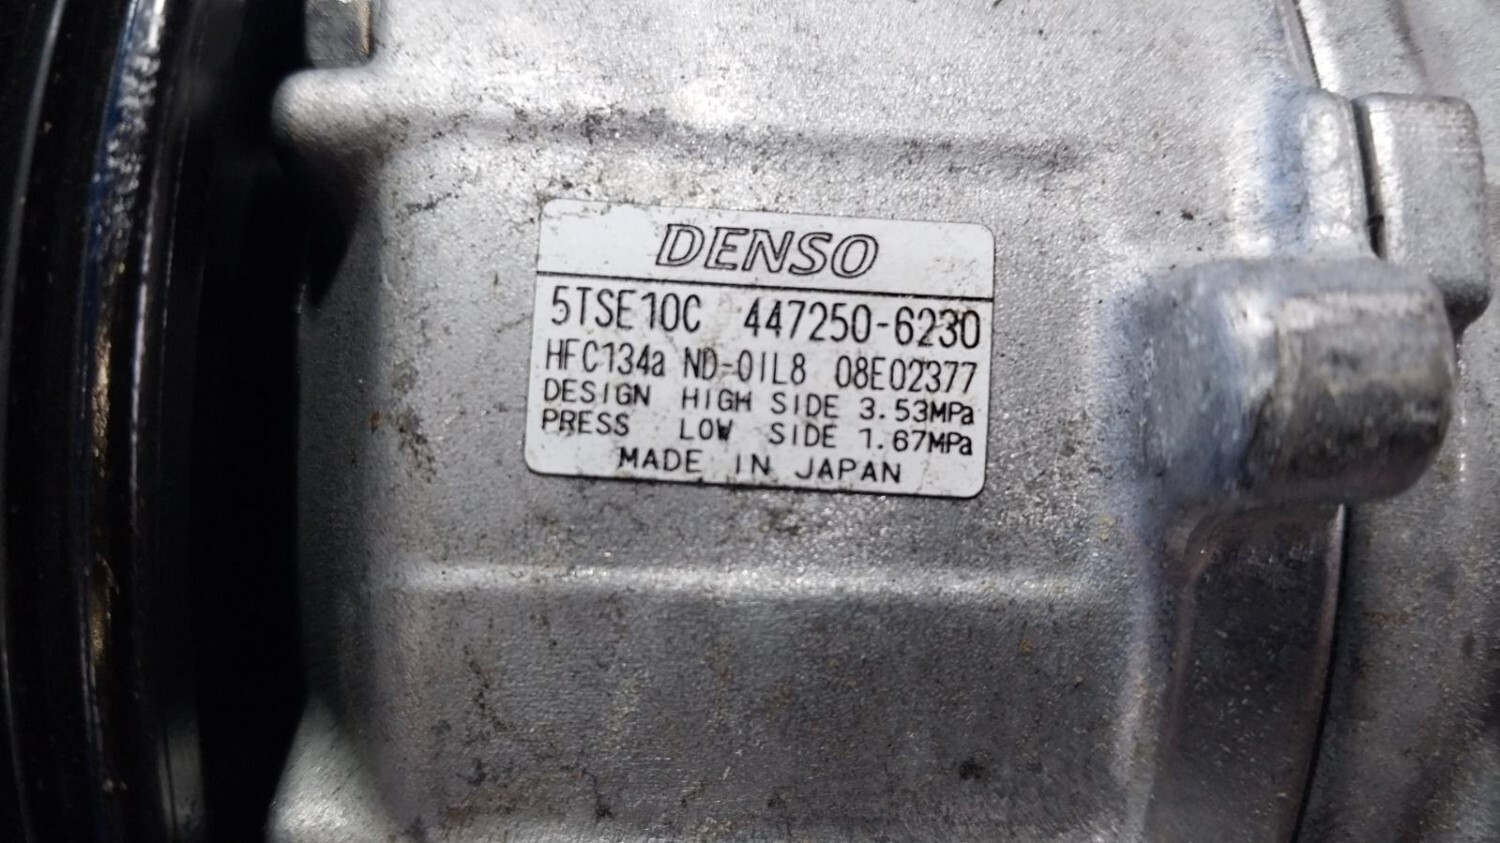 DENSO
5TSE10C 447250-6230
HFC134a ND-OIL8 08E02377
DESIGN HIGH SIDE 3.53MPa
PRESS LOW SIDE 1.67MPa
MADE IN JAPAN